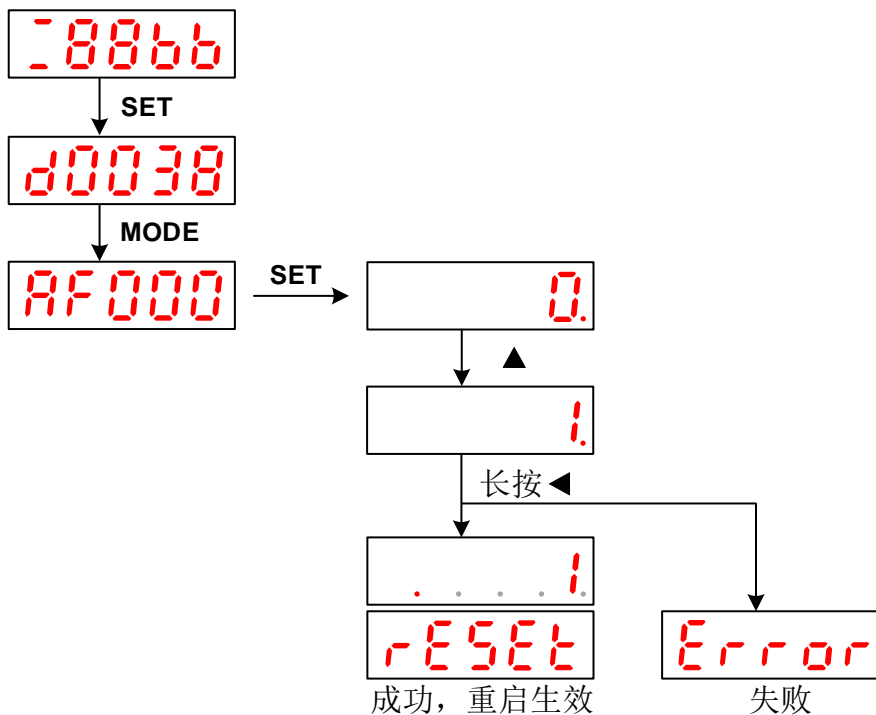 88bb
SET
d0038
MODE
AF000
SET
0.
▲
1.
长按◀
. . . . 1.
rESEt
Error
成功，重启生效
失败